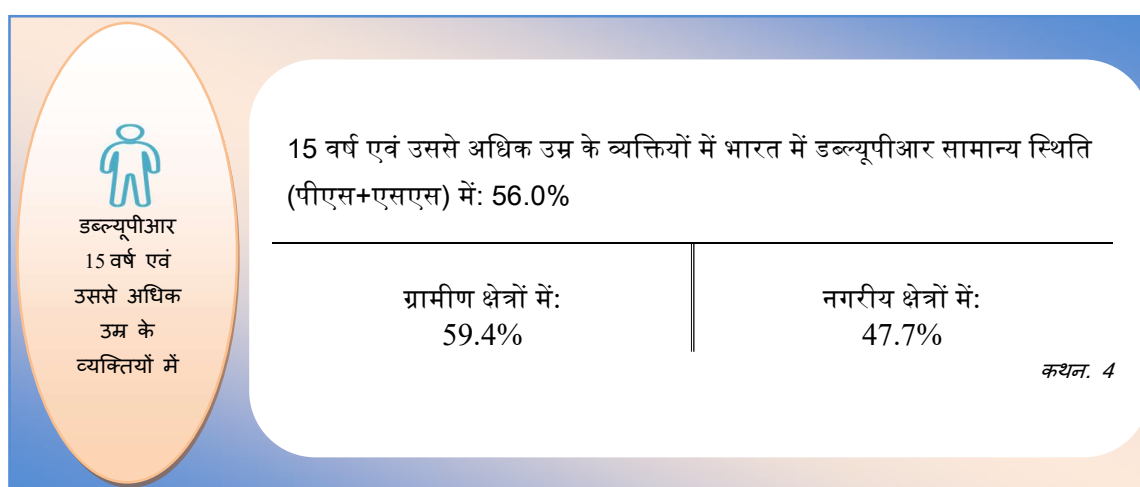 डब्ल्यूपीआर
15 वर्ष एवं
उससे अधिक
उम्र के
व्यक्तियों में
15 वर्ष एवं उससे अधिक उम्र के व्यक्तियों में भारत में डब्ल्यूपीआर सामान्य स्थिति
(पीएस+एसएस) में: 56.0%
ग्रामीण क्षेत्रों में:
59.4%
नगरीय क्षेत्रों में:
47.7%
कथन. 4